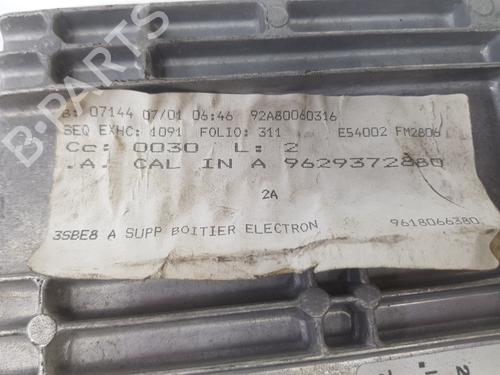 B-PARTS
B: 07144 07/01 06:46 92A80060316
SEQ EXHC: 1091 FOLIO: 311 E54002 FM2806
Cc: 0030 L: 2
.A: CAL IN A 9629372880
2A
3SBE8 A SUPP BOITIER ELECTRON 9618066380